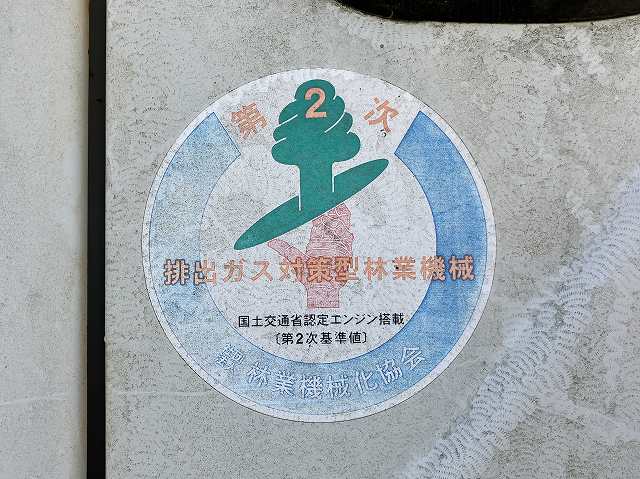 第2次
排出ガス対策型林業機械
国土交通省認定エンジン搭載
〔第2次基準値〕
林業機械化協会